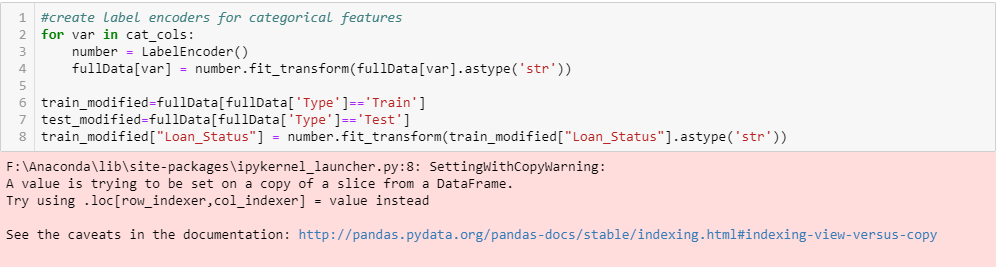 1 #create label encoders for categorical features
2 for var in cat_cols:
3     number = LabelEncoder()
4     fullData[var] = number.fit_transform(fullData[var].astype('str'))
5
6 train_modified=fullData[fullData['Type']=='Train']
7 test_modified=fullData[fullData['Type']=='Test']
8 train_modified["Loan_Status"] = number.fit_transform(train_modified["Loan_Status"].astype('str'))
F:\Anaconda\lib\site-packages\ipykernel_launcher.py:8: SettingWithCopyWarning:
A value is trying to be set on a copy of a slice from a DataFrame.
Try using .loc[row_indexer,col_indexer] = value instead
See the caveats in the documentation: http://pandas.pydata.org/pandas-docs/stable/indexing.html#indexing-view-versus-copy